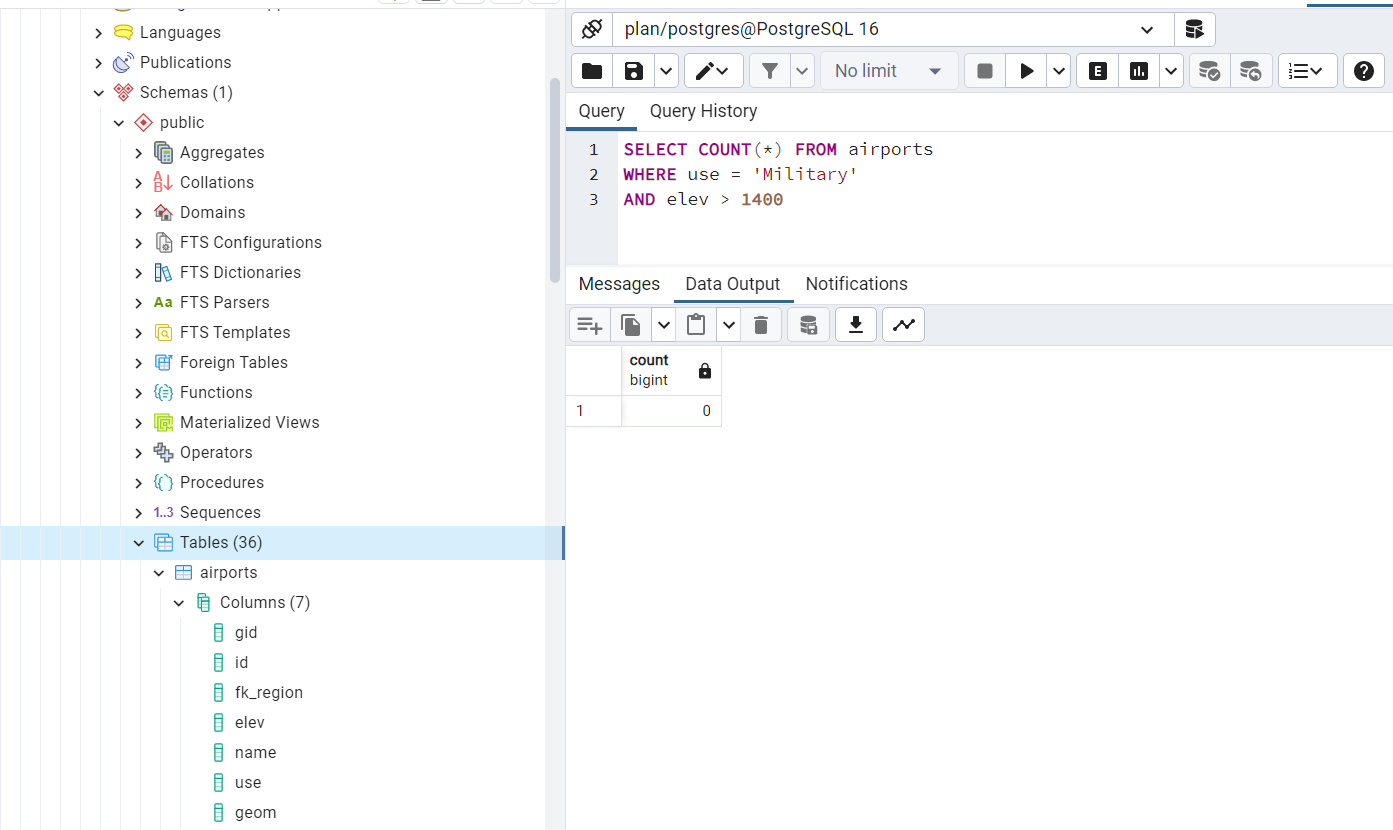 Languages
Publications
Schemas (1)
public
Aggregates
Collations
Domains
FTS Configurations
FTS Dictionaries
Aa FTS Parsers
FTS Templates
Foreign Tables
Functions
Materialized Views
Operators
Procedures
1..3 Sequences
Tables (36)
airports
Columns (7)
gid
id
fk_region
elev
name
use
geom
plan/postgres@PostgreSQL 16
No limit
E
Query Query History
1 SELECT COUNT(*) FROM airports
2 WHERE use = 'Military'
3 AND elev > 1400
Messages Data Output Notifications
count
bigint
1 0